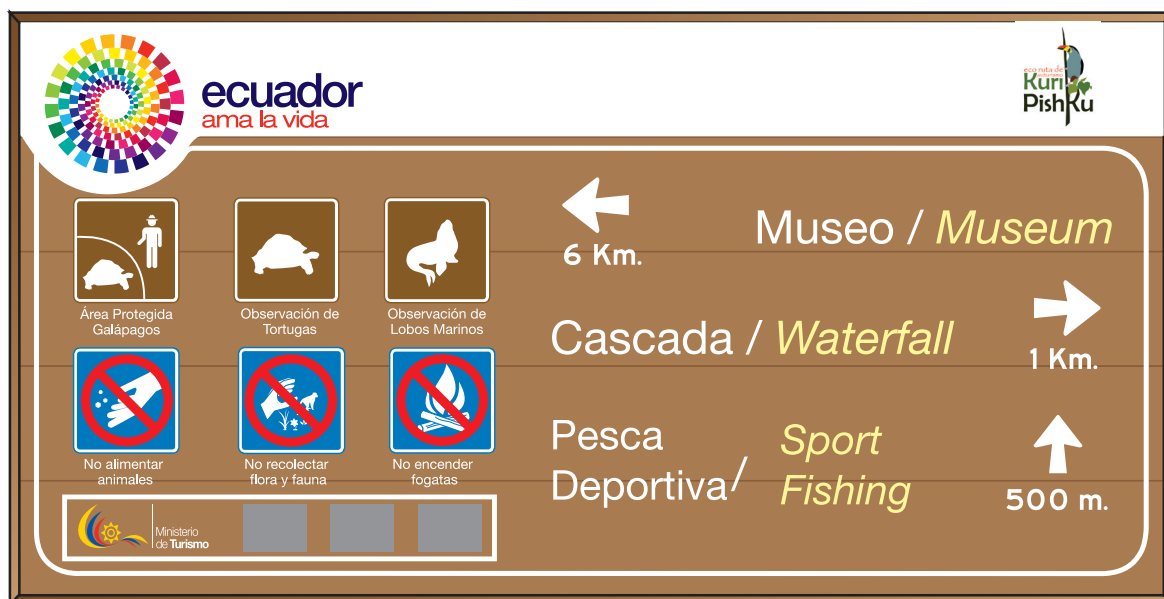 ecuador
ama la vida
eco ruta de
Kuri
PishKu
Área Protegida
Galápagos
Observación de
Tortugas
Observación de
Lobos Marinos
No alimentar
animales
No recolectar
flora y fauna
No encender
fogatas
Ministerio
de Turismo
6 Km.
Museo / Museum
Cascada / Waterfall
1 Km.
Pesca
Deportiva/
Sport
Fishing
500 m.